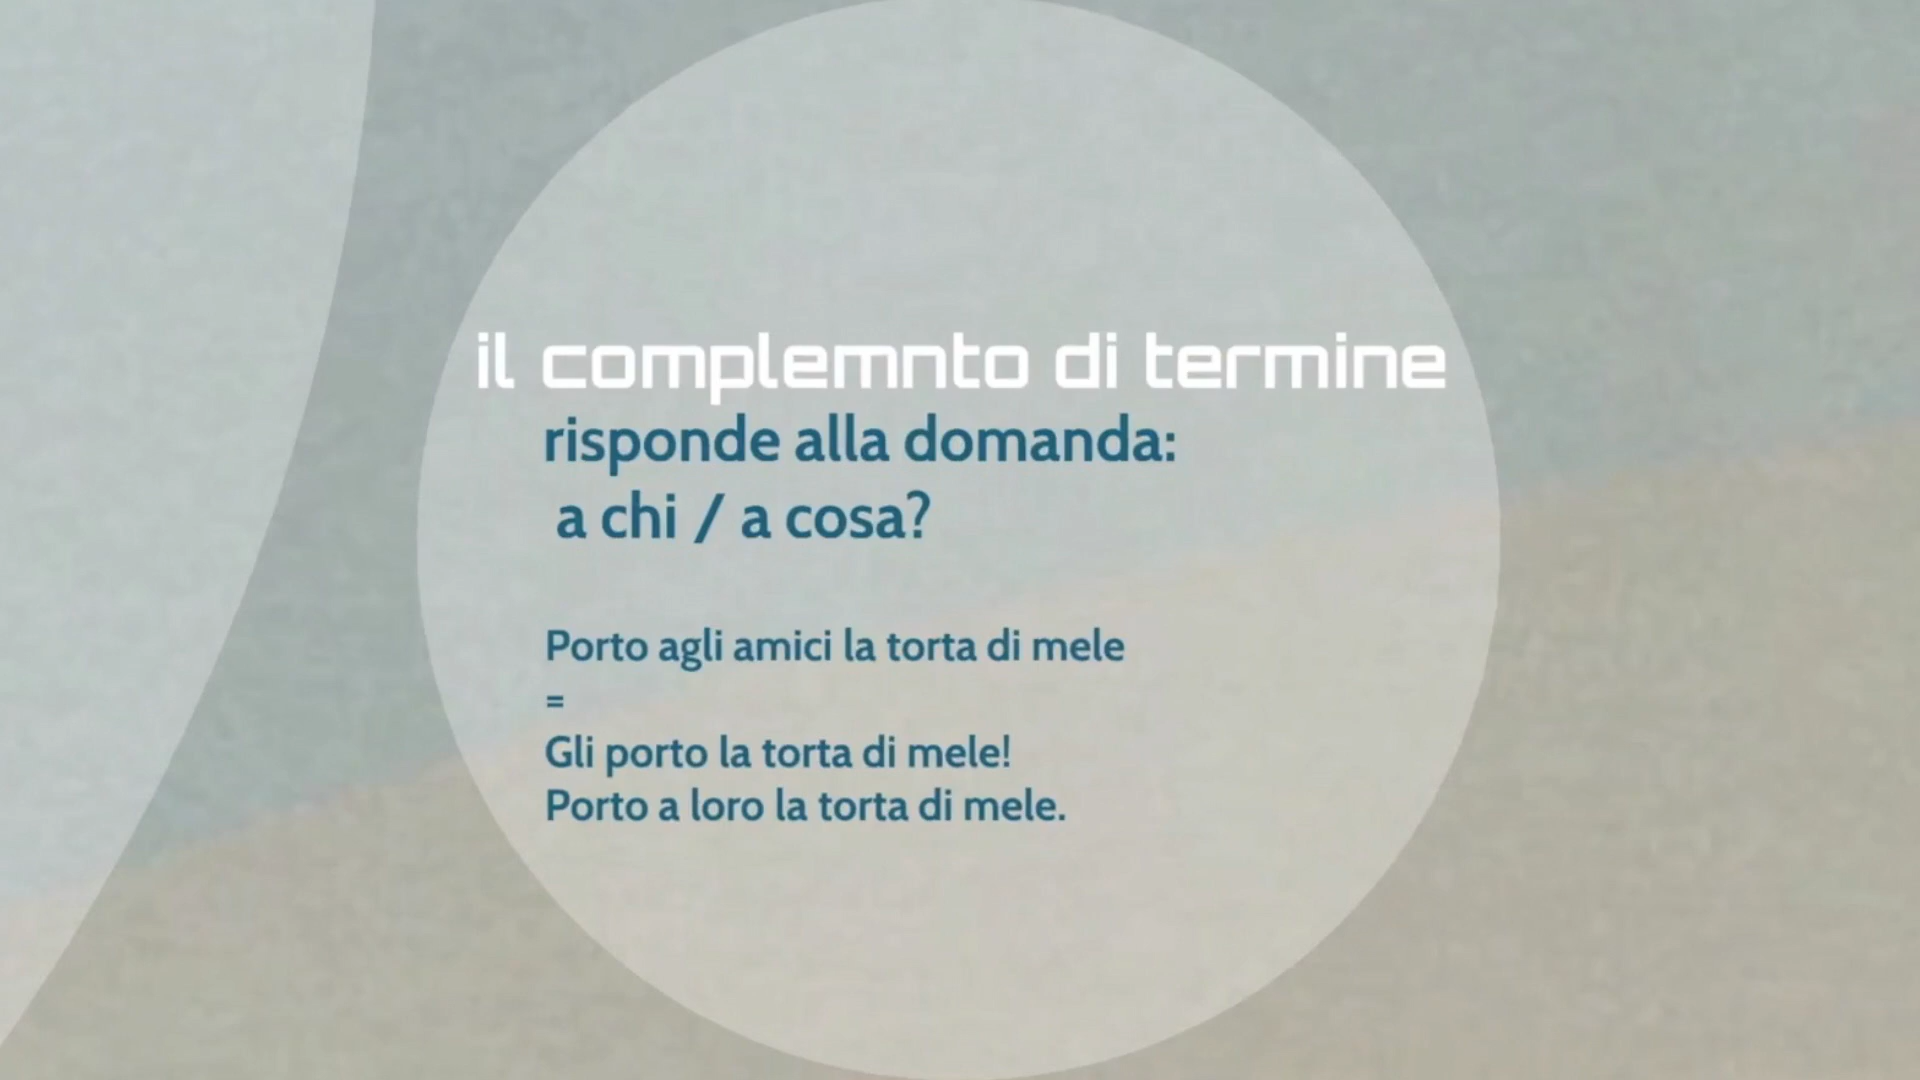 il complemnto di termine
risponde alla domanda:
a chi / a cosa?
Porto agli amici la torta di mele
=
Gli porto la torta di mele!
Porto a loro la torta di mele.